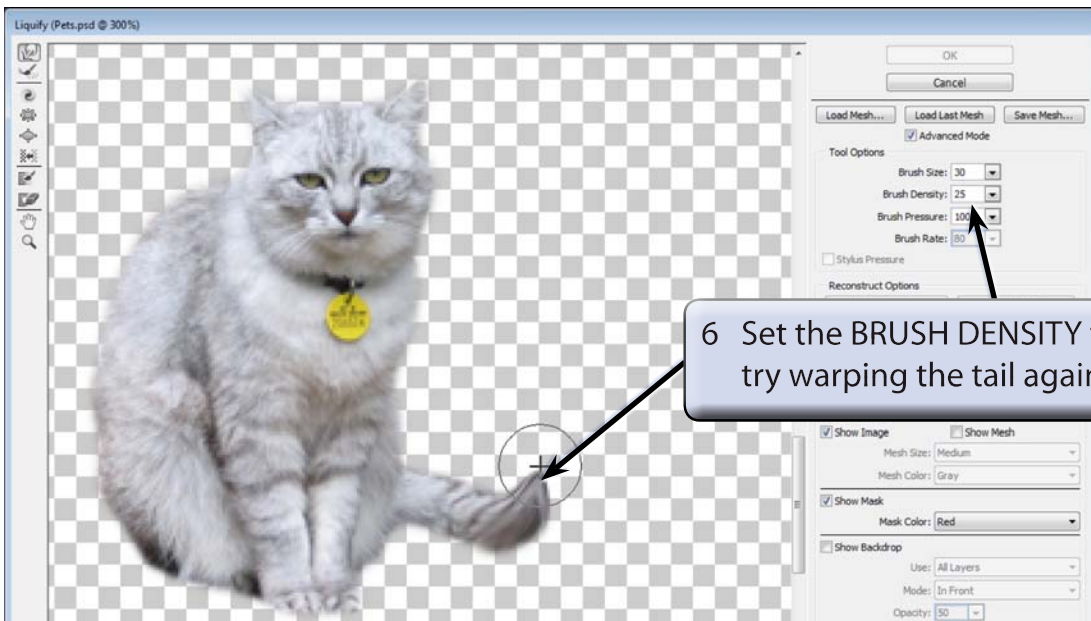 Liquify (Pets.psd @ 300%)
OK
Cancel
Load Mesh... Load Last Mesh Save Mesh...
Advanced Mode
Tool Options
Brush Size: 30
Brush Density: 25
Brush Pressure: 100
Brush Rate: 80
Stylus Pressure
Reconstruct Options
6 Set the BRUSH DENSITY
try warping the tail again
Show Image Show Mesh
Mesh Size: Medium
Mesh Color: Gray
Show Mask
Mask Color: Red
Show Backdrop
Use: All Layers
Mode: In Front
Opacity: 50